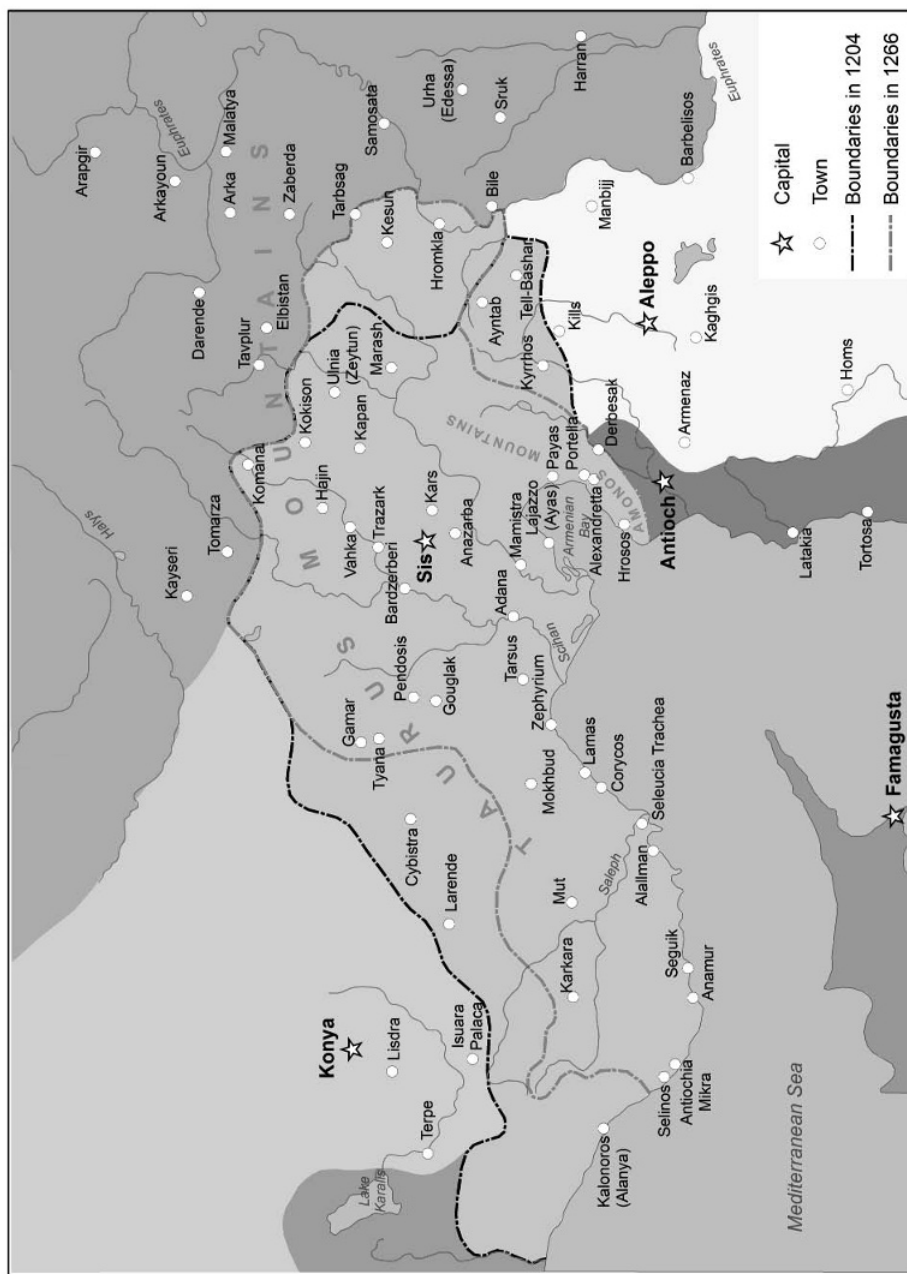 Arapgir
Kayseri
Arkayoun
Euphrates
Halys
Darende
Tomarza
Arka
Malatya
Komana
Tavplur
Elbistan
Zaberda
TAURUS MOUNTAINS
Kokison
Hajin
Ulnia
(Zeytun)
Tarbsag
Samosata
Konya
Lisdra
Gamar
Tyana
Vahka
Trazark
Kapan
Marash
Kesun
Lake
Karalis
Terpe
Cybistra
Pendosis
Gouglak
Bardzerberi
Sis
Kars
Anazarba
Hromkla
Urha
(Edessa)
Isuara
Palaca
Larende
MOUNTAINS
AMONOS
Ayntab
Bile
Sruk
Tarsus
Adana
Mamistra
Lajazzo
(Ayas)
Payas
Portella
Kyrrhos
Tell-Bashar
Harran
Karkara
Mut
Mokhbud
Zephyrium
Scihan
Armenian
Bay
Alexandretta
Derbesak
Kills
Manbijj
Kalonoros
(Alanya)
Saleph
Lamas
Corycos
Hrosos
Selinos
Antiochia
Mikra
Alallman
Seleucia Trachea
Antioch
Armenaz
Aleppo
Barbelisos
Euphrates
Anamur
Seguik
Kaghgis
Mediterranean Sea
Latakia
Homs
Tortosa
Famagusta
Capital
Town
Boundaries in 1204
Boundaries in 1266